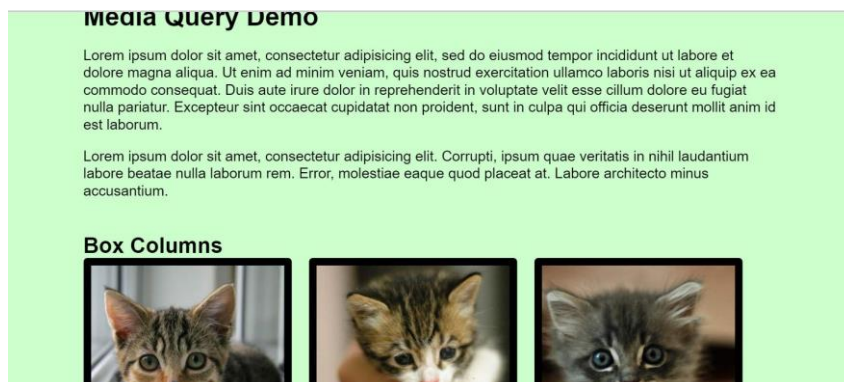 Media Query Demo
Lorem ipsum dolor sit amet, consectetur adipisicing elit, sed do eiusmod tempor incididunt ut labore et
dolore magna aliqua. Ut enim ad minim veniam, quis nostrud exercitation ullamco laboris nisi ut aliquip ex ea
commodo consequat. Duis aute irure dolor in reprehenderit in voluptate velit esse cillum dolore eu fugiat
nulla pariatur. Excepteur sint occaecat cupidatat non proident, sunt in culpa qui officia deserunt mollit anim id
est laborum.
Lorem ipsum dolor sit amet, consectetur adipisicing elit. Corrupti, ipsum quae veritatis in nihil laudantium
labore beatae nulla laborum rem. Error, molestiae eaque quod placeat at. Labore architecto minus
accusantium.
Box Columns